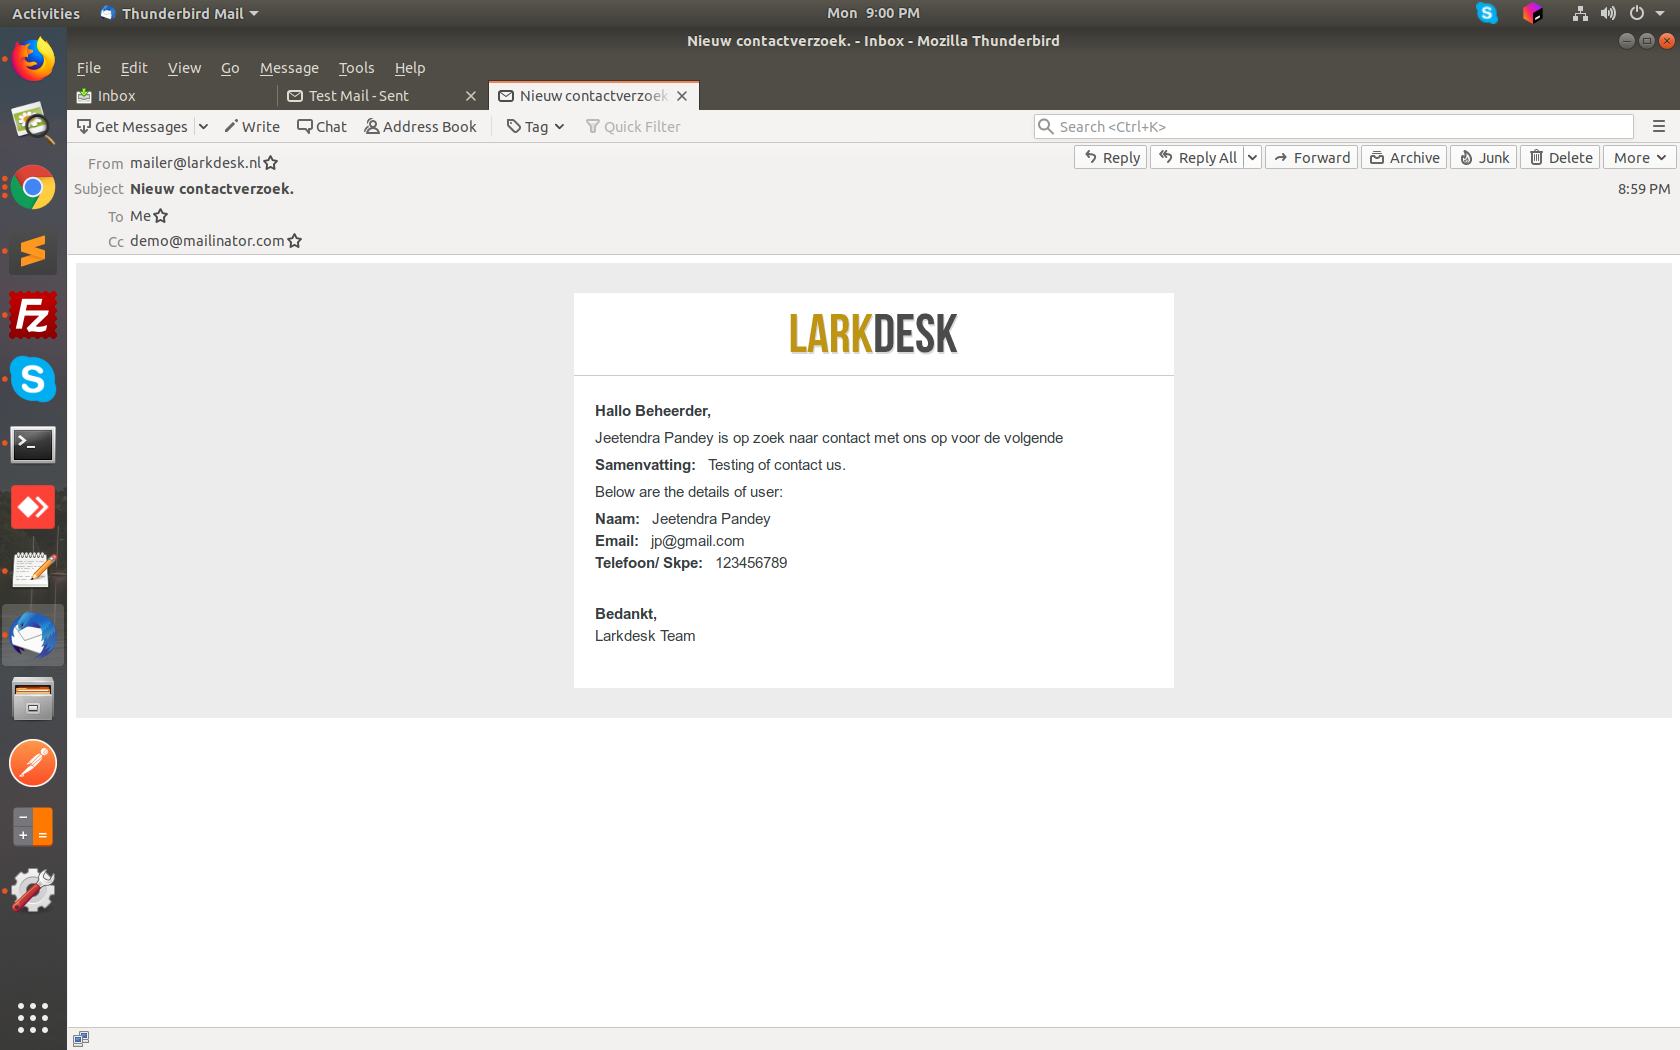 Activities Thunderbird Mail Mon 9:00 PM
Nieuw contactverzoek. - Inbox - Mozilla Thunderbird
File Edit View Go Message Tools Help
Inbox Test Mail - Sent Nieuw contactverzoek
Get Messages Write Chat Address Book Tag Quick Filter Search <Ctrl+K>
From mailer@larkdesk.nl Reply Reply All Forward Archive Junk Delete More
Subject Nieuw contactverzoek. 8:59 PM
To Me
Cc demo@mailinator.com
LARKDESK
Hallo Beheerder,
Jeetendra Pandey is op zoek naar contact met ons op voor de volgende
Samenvatting: Testing of contact us.
Below are the details of user:
Naam: Jeetendra Pandey
Email: jp@gmail.com
Telefoon/ Skpe: 123456789
Bedankt,
Larkdesk Team